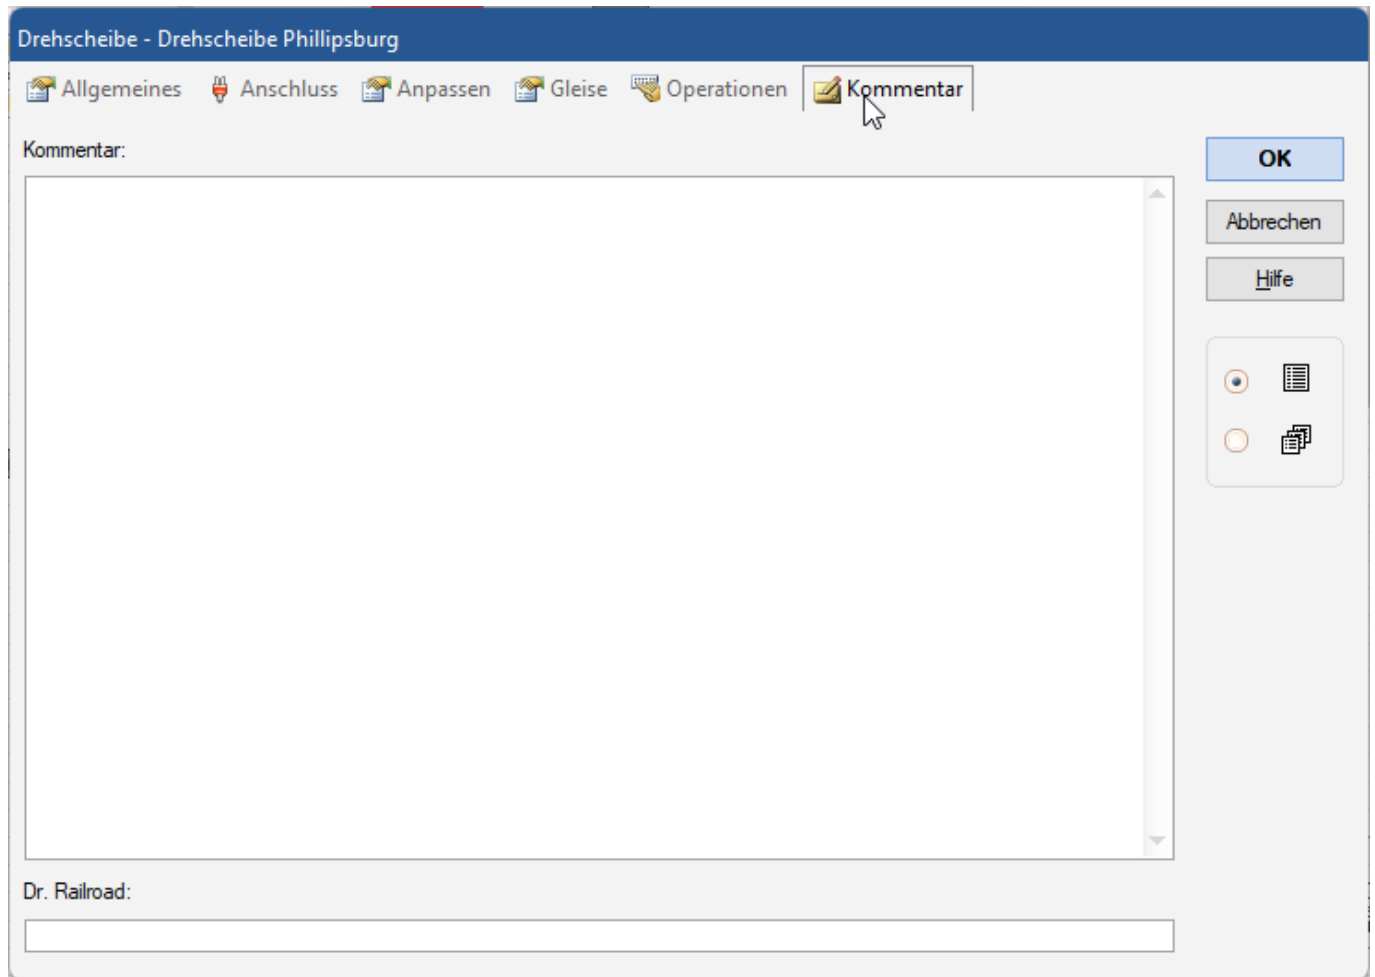 Drehscheibe - Drehscheibe Phillipsburg
Allgemeines Anschluss Anpassen Gleise Operationen Kommentar
Kommentar:
OK
Abbrechen
Hilfe
Dr. Railroad: